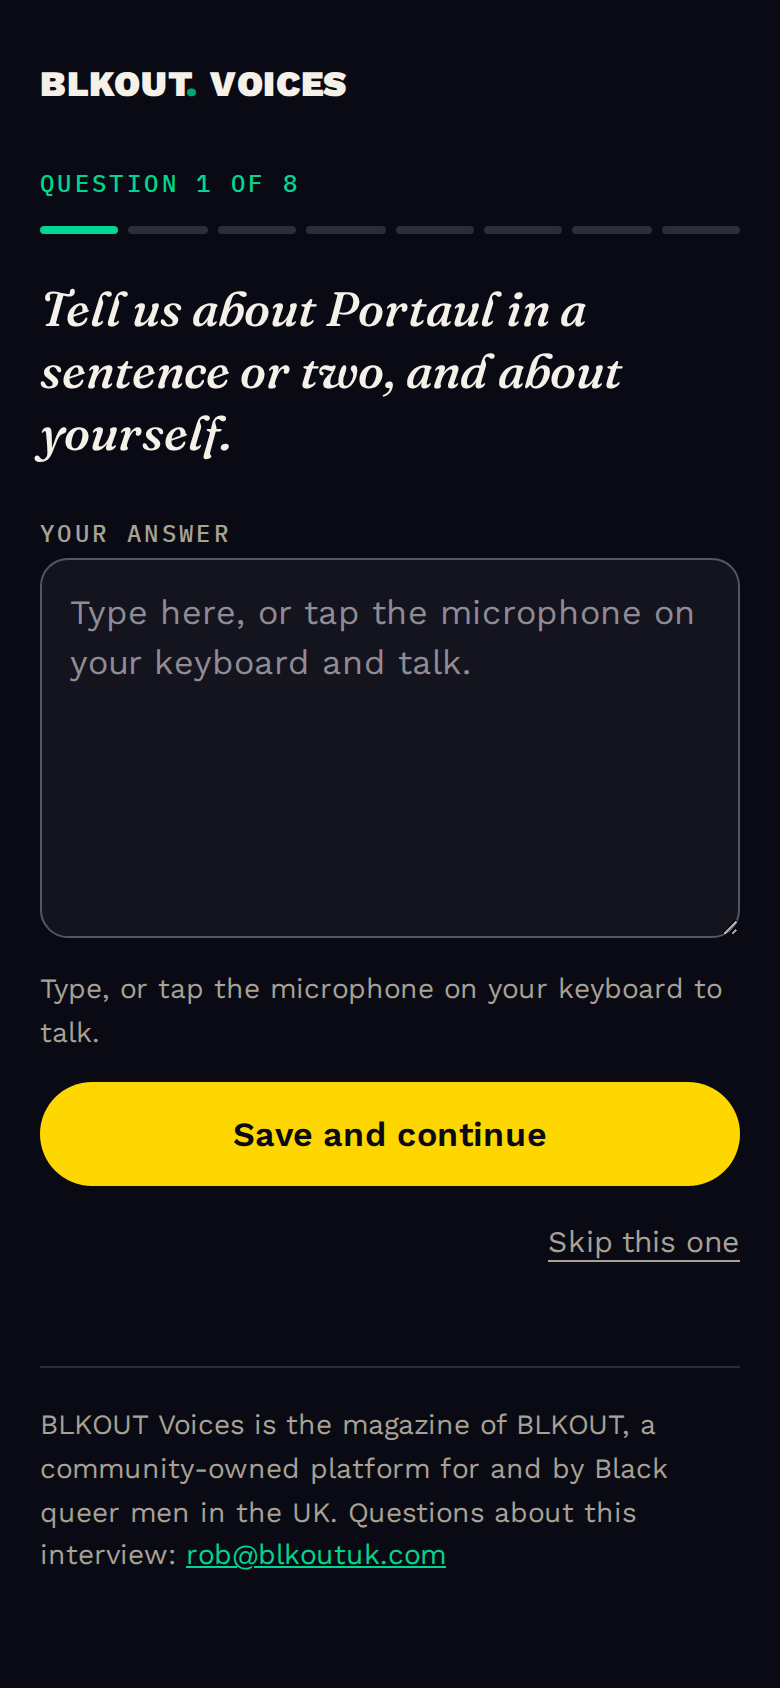 BLKOUT. VOICES
QUESTION 1 OF 8
Tell us about Portaul in a
sentence or two, and about
yourself.
YOUR ANSWER
Type here, or tap the microphone on
your keyboard and talk.
Type, or tap the microphone on your keyboard to
talk.
Save and continue
Skip this one
BLKOUT Voices is the magazine of BLKOUT, a
community-owned platform for and by Black
queer men in the UK. Questions about this
interview: rob@blkoutuk.com